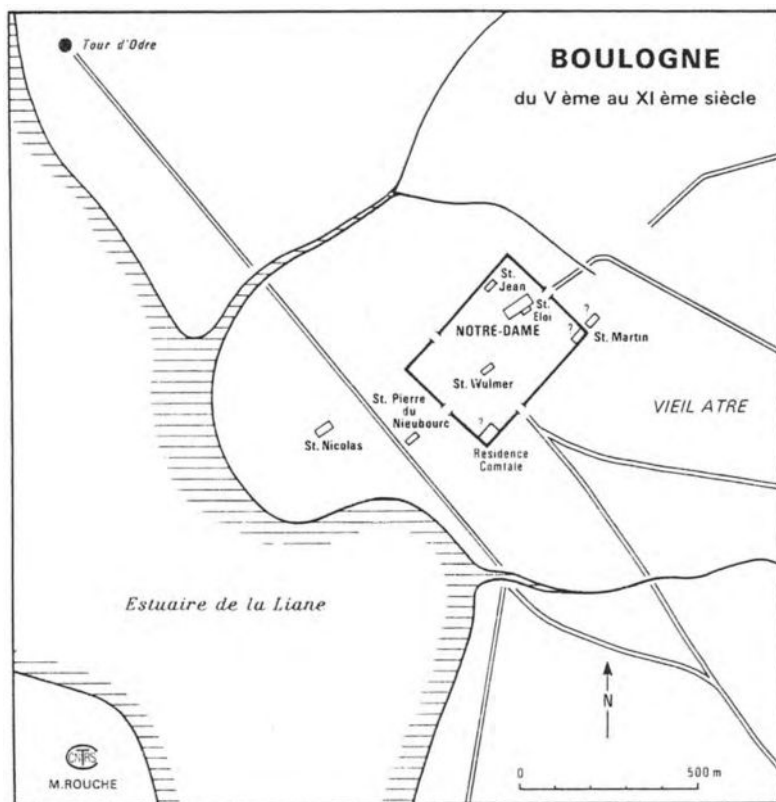 Tour d'Odre
BOULOGNE
du V ème au XI ème siècle
St.
Jean
St.
Eloi
NOTRE-DAME
?
?
St. Martin
St. Wulmer
VIEIL ATRE
St. Pierre
du
Nieubourc
St. Nicolas
?
Résidence
Comtale
Estuaire de la Liane
N
CNRS
M.ROUCHE
0 500 m